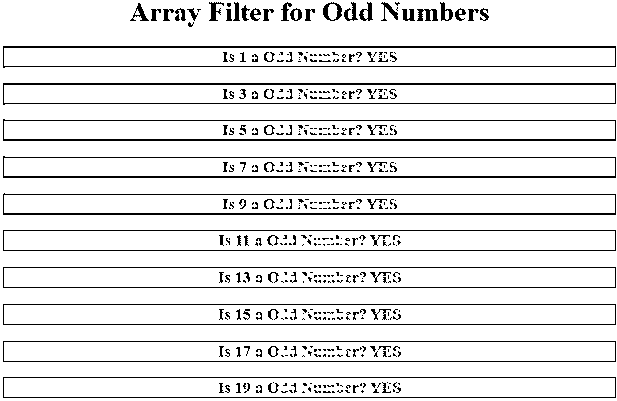 Array Filter for Odd Numbers
Is 1 a Odd Number? YES
Is 3 a Odd Number? YES
Is 5 a Odd Number? YES
Is 7 a Odd Number? YES
Is 9 a Odd Number? YES
Is 11 a Odd Number? YES
Is 13 a Odd Number? YES
Is 15 a Odd Number? YES
Is 17 a Odd Number? YES
Is 19 a Odd Number? YES